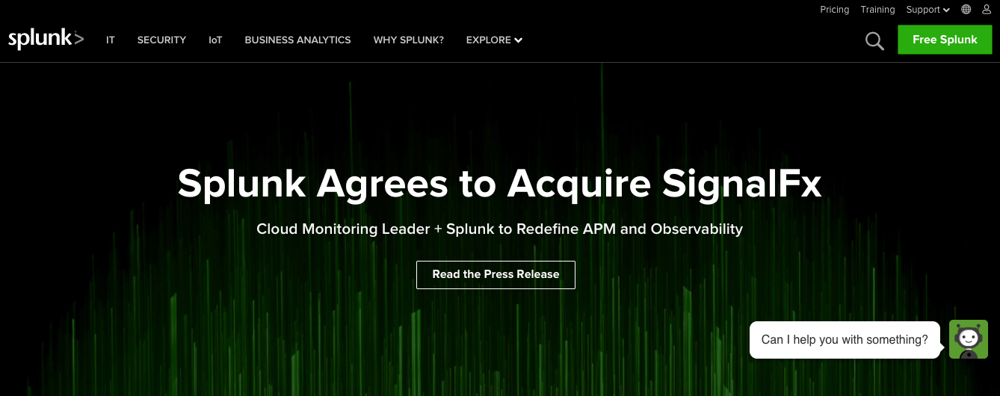 Pricing Training Support
splunk>
IT SECURITY IoT BUSINESS ANALYTICS WHY SPLUNK? EXPLORE
Free Splunk
Splunk Agrees to Acquire SignalFx
Cloud Monitoring Leader + Splunk to Redefine APM and Observability
Read the Press Release
Can I help you with something?